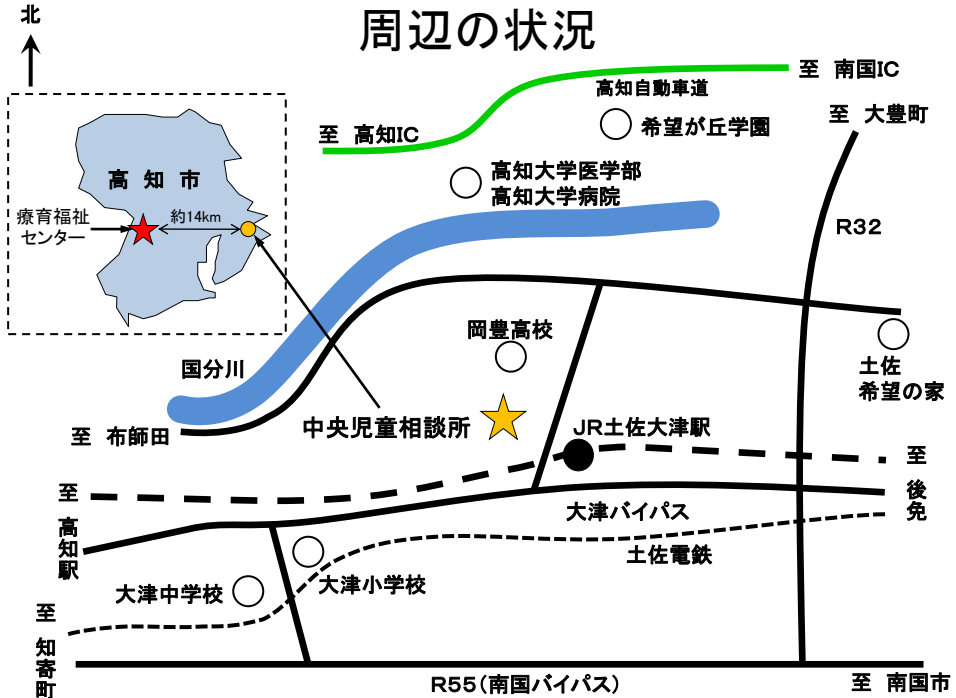 周辺の状況
北
至 南国IC
高知自動車道
至 大豊町
希望が丘学園
至 高知IC
高知大学医学部
高知大学病院
高知市
療育福祉
センター
約14km
R32
岡豊高校
国分川
土佐
希望の家
中央児童相談所
至 布師田
JR土佐大津駅
至 後免
至 高知駅
大津バイパス
土佐電鉄
大津小学校
大津中学校
至 知寄町
R55(南国バイパス)
至 南国市